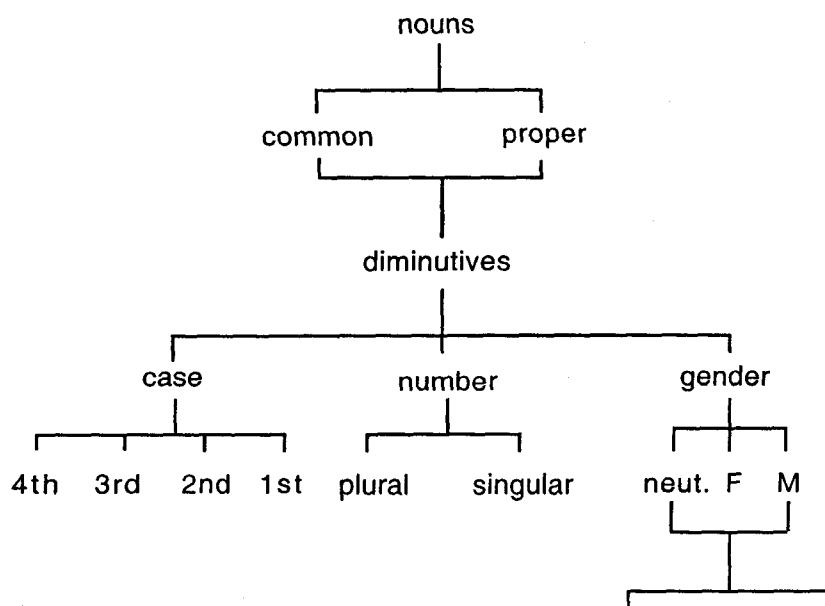 nouns
common proper
diminutives
case number gender
4th 3rd 2nd 1st plural singular neut. F M